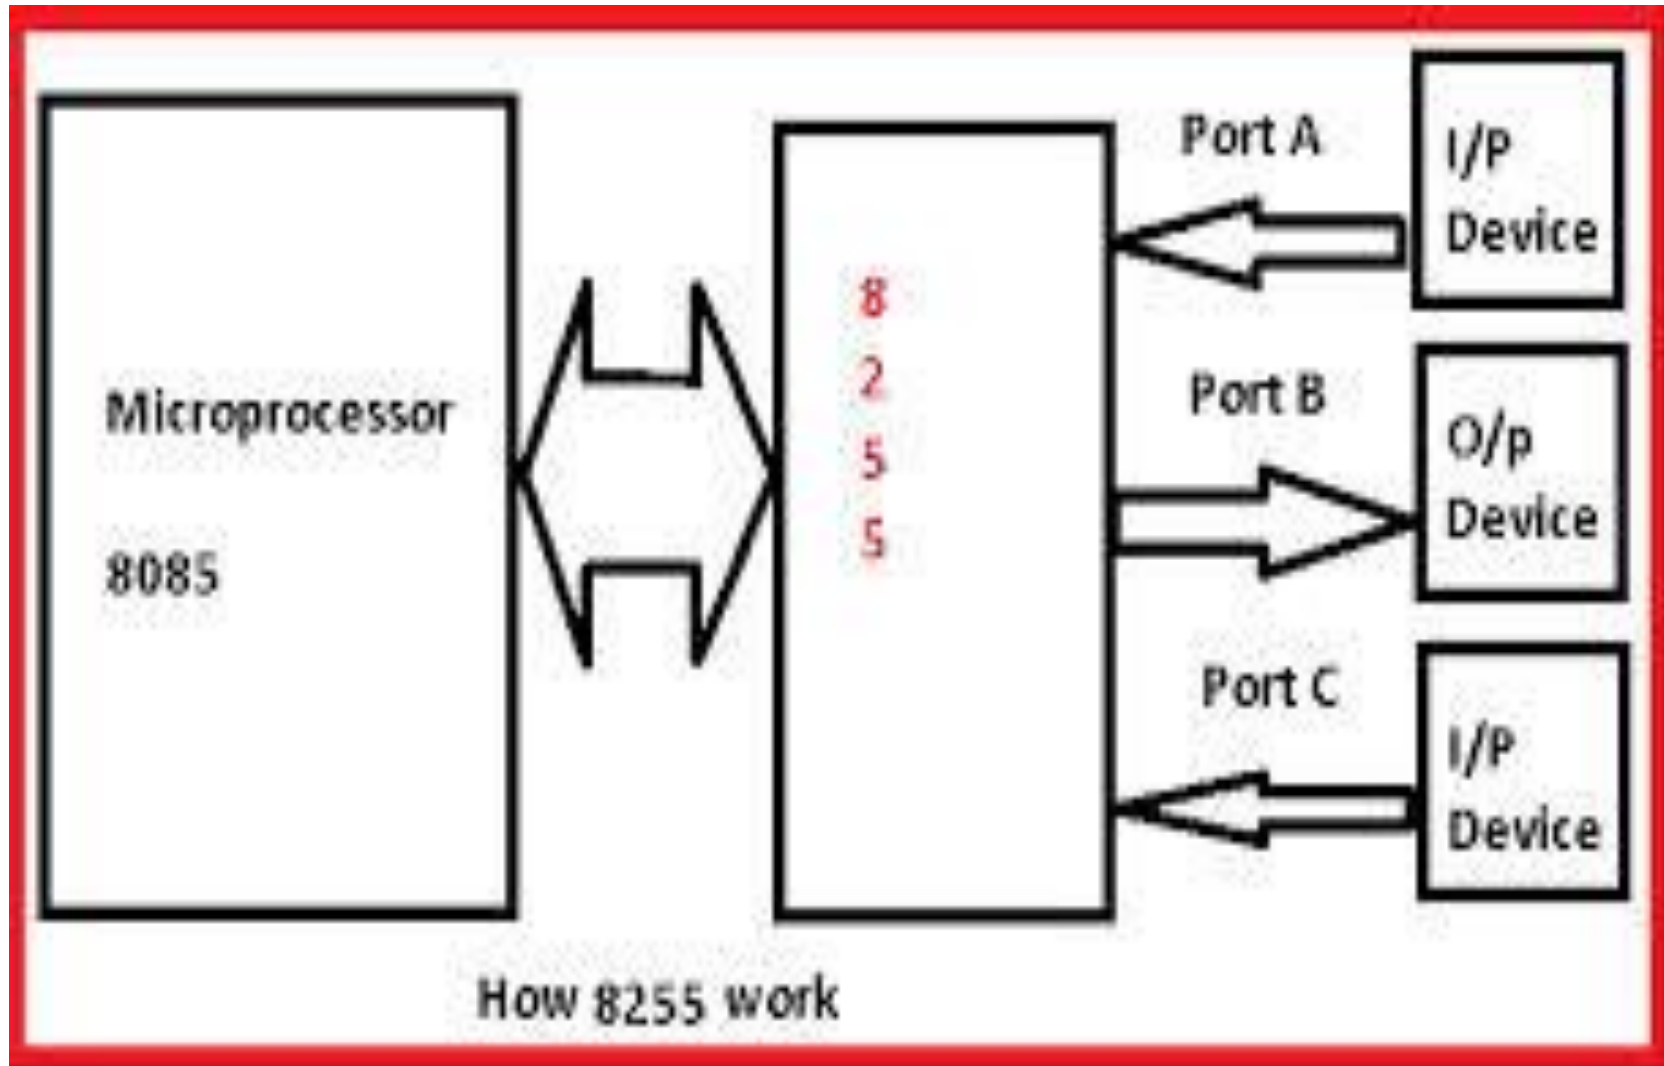 Microprocessor
8085
8
2
5
5
Port A
I/P
Device
Port B
O/p
Device
Port C
I/P
Device
How 8255 work